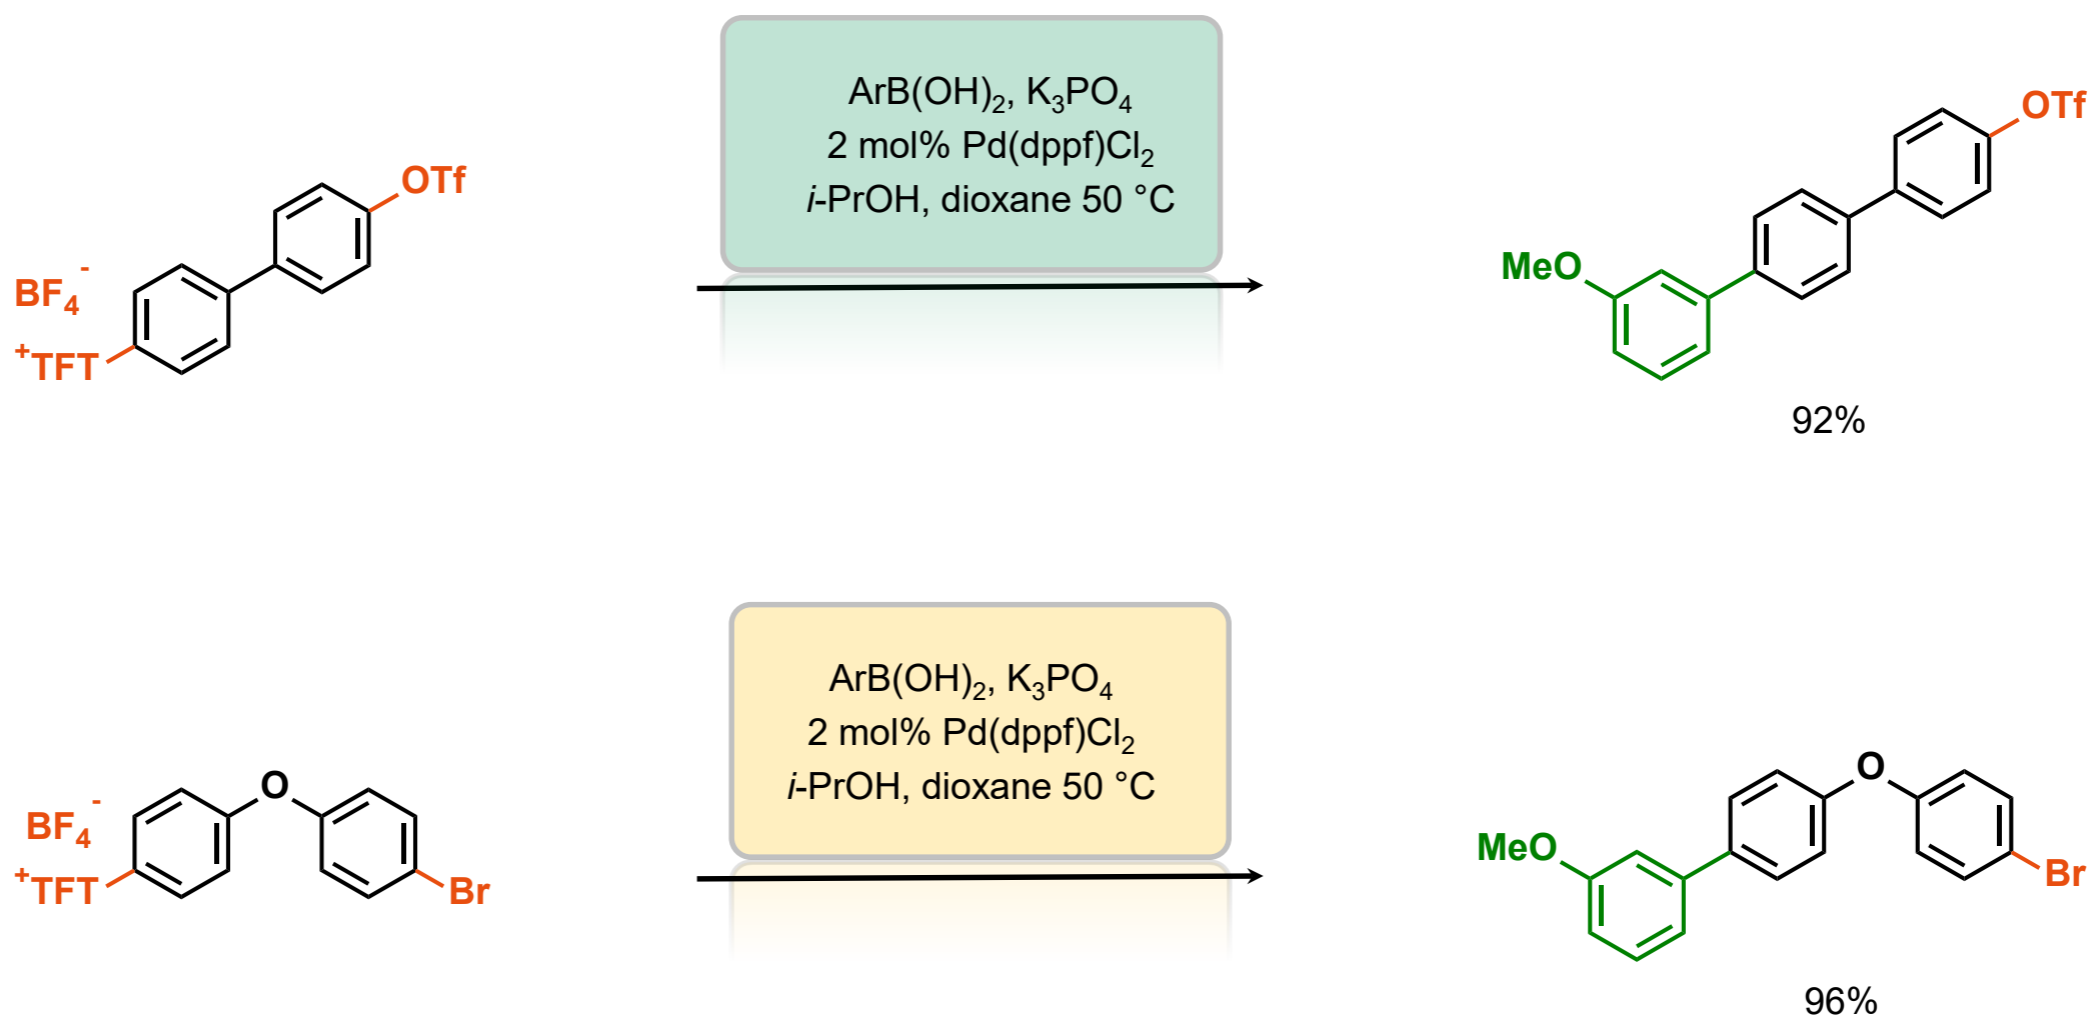 ArB(OH)₂, K₃PO₄
2 mol% Pd(dppf)Cl₂
i-PrOH, dioxane 50 °C
OTf
BF₄⁻
⁺TFT
OTf
MeO
92%
ArB(OH)₂, K₃PO₄
2 mol% Pd(dppf)Cl₂
i-PrOH, dioxane 50 °C
O
BF₄⁻
⁺TFT
Br
O
MeO
Br
96%